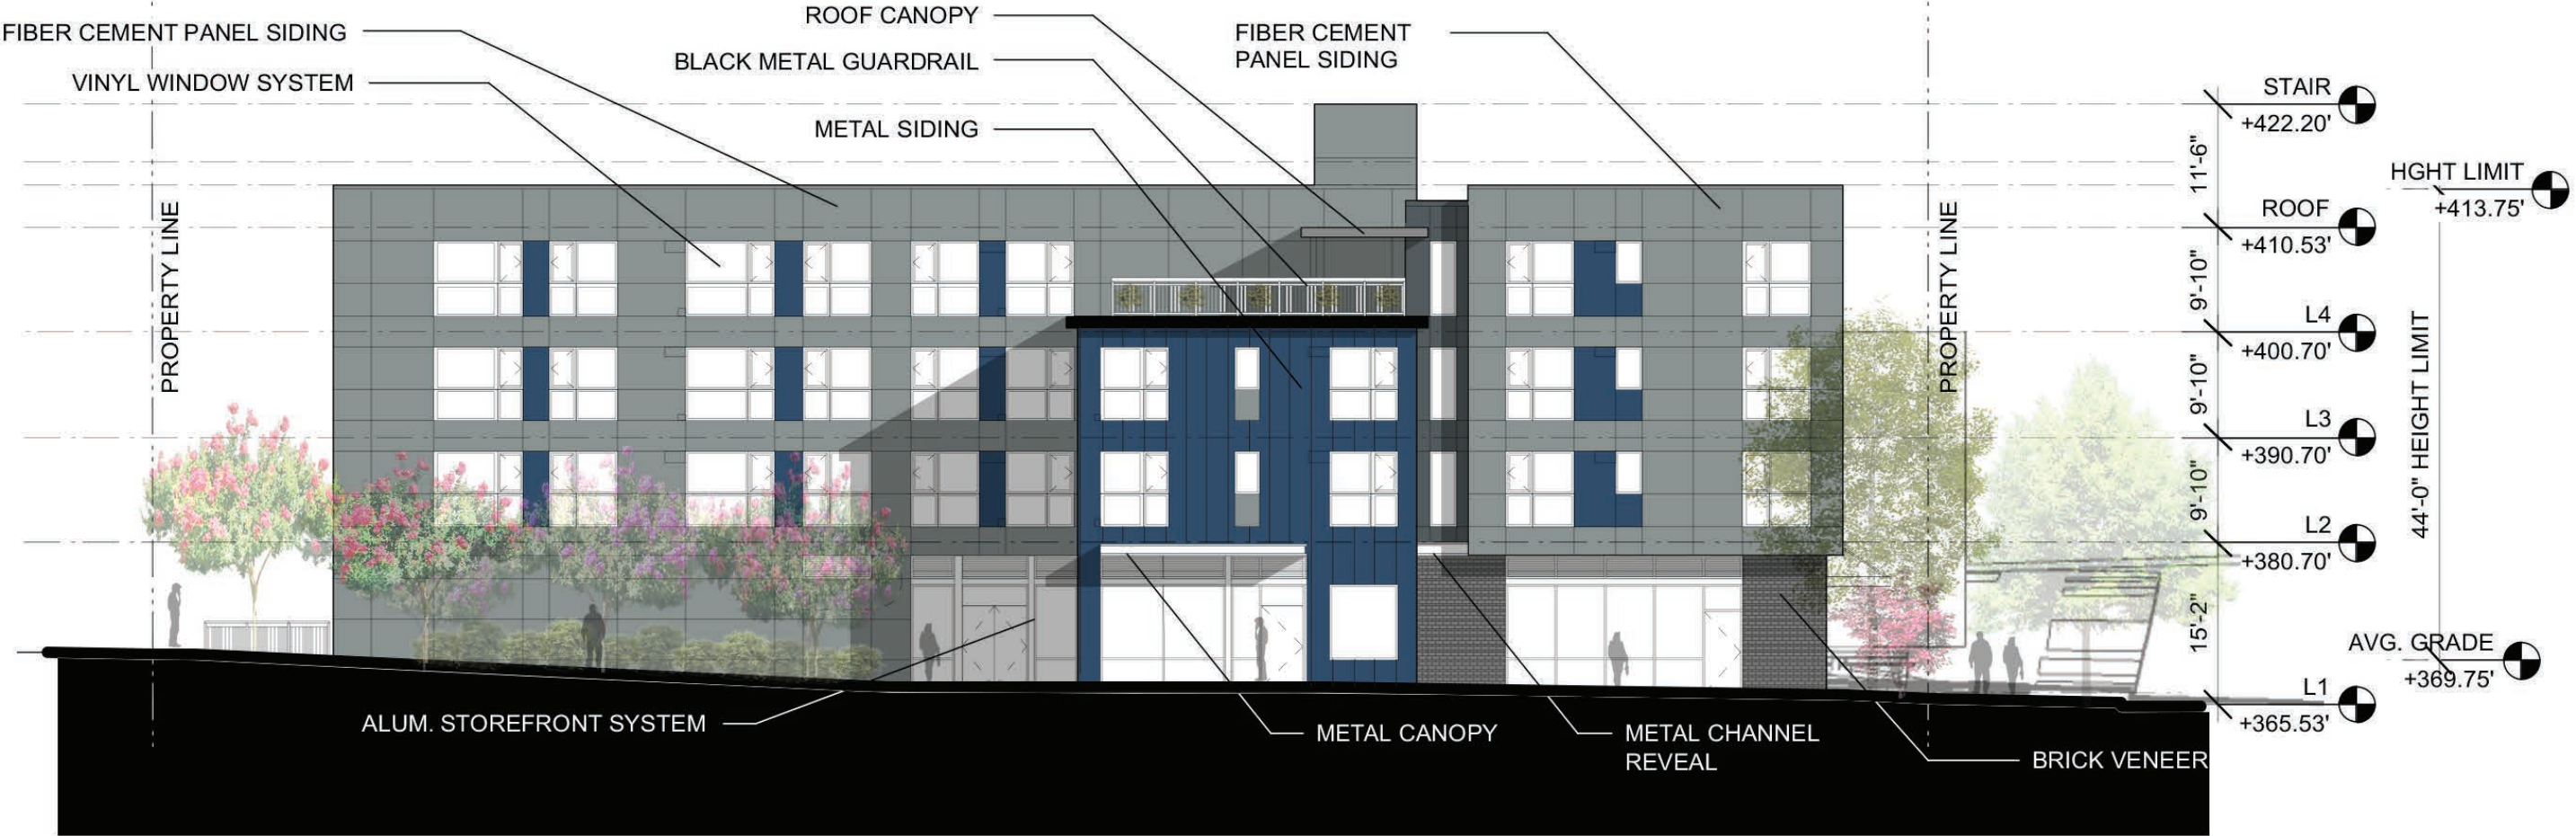 ROOF CANOPY
FIBER CEMENT PANEL SIDING
FIBER CEMENT
PANEL SIDING
BLACK METAL GUARDRAIL
VINYL WINDOW SYSTEM
METAL SIDING
STAIR
+422.20'
11'-6"
HGHT LIMIT
+413.75'
ROOF
+410.53'
PROPERTY LINE
PROPERTY LINE
9'-10"
L4
+400.70'
9'-10"
L3
+390.70'
44'-0" HEIGHT LIMIT
9'-10"
L2
+380.70'
15'-2"
AVG. GRADE
+369.75'
L1
+365.53'
ALUM. STOREFRONT SYSTEM
METAL CANOPY
METAL CHANNEL
REVEAL
BRICK VENEER